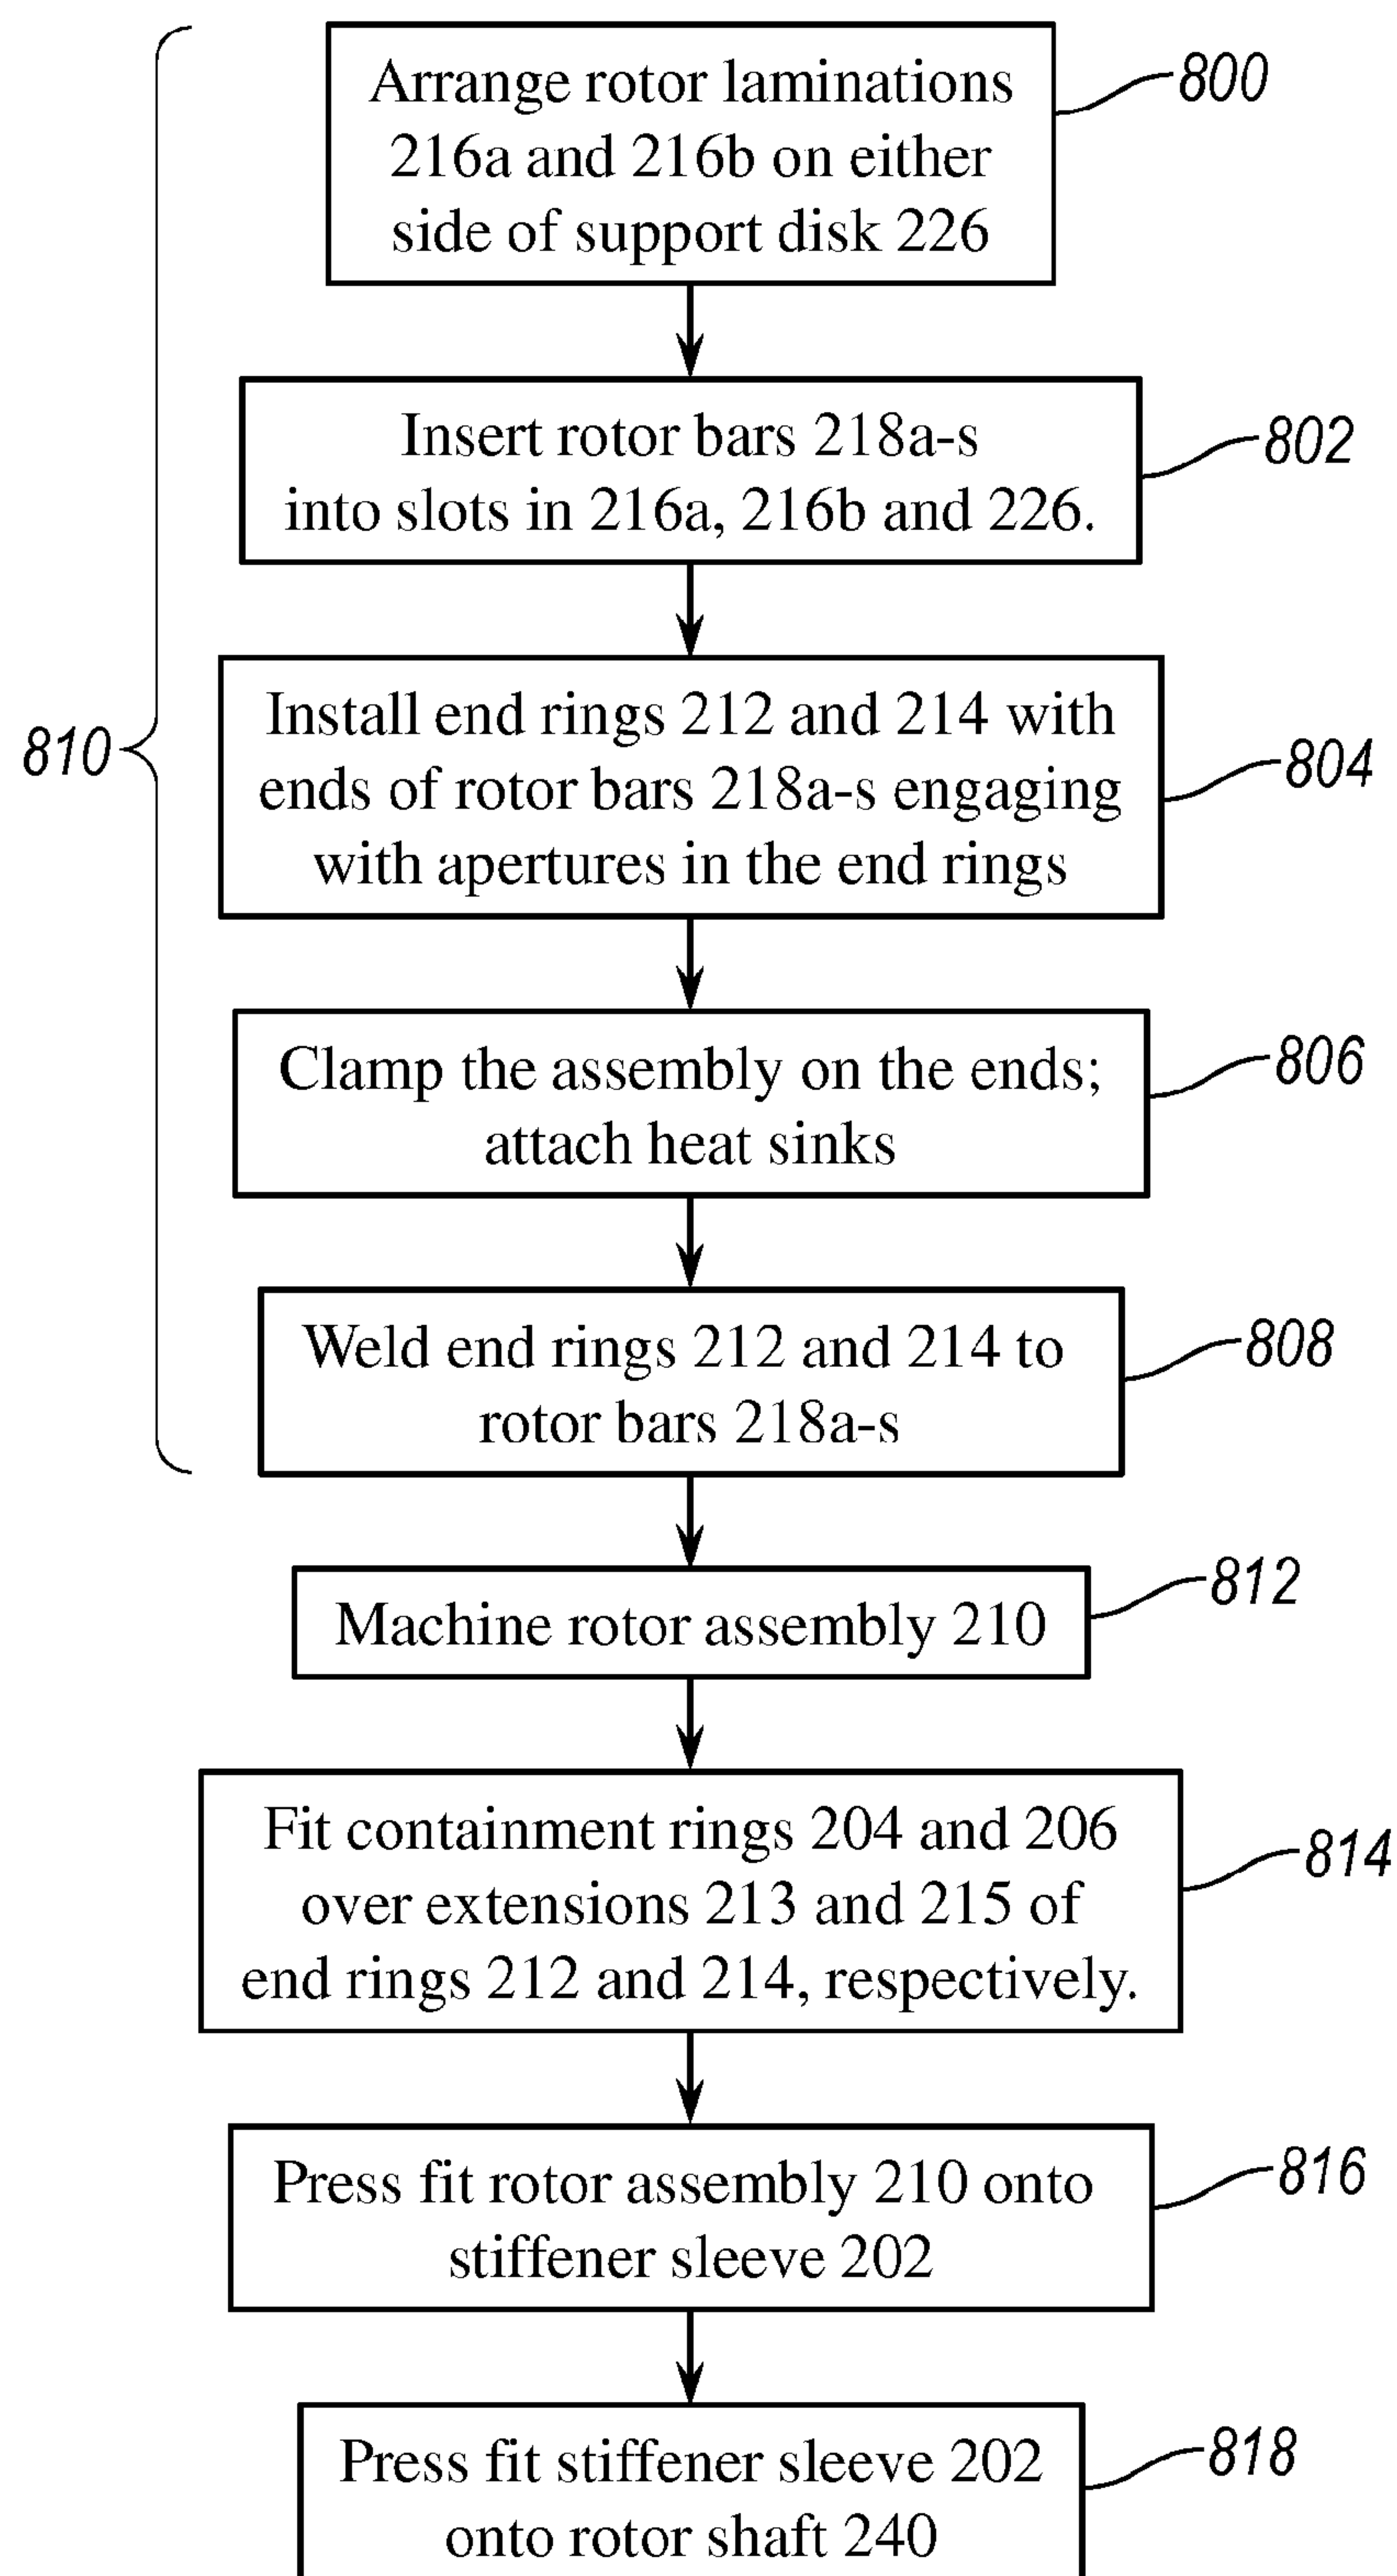 Arrange rotor laminations
216a and 216b on either
side of support disk 226
800
Insert rotor bars 218a-s
into slots in 216a, 216b and 226.
802
Install end rings 212 and 214 with
ends of rotor bars 218a-s engaging
with apertures in the end rings
804
810
Clamp the assembly on the ends;
attach heat sinks
806
Weld end rings 212 and 214 to
rotor bars 218a-s
808
Machine rotor assembly 210
812
Fit containment rings 204 and 206
over extensions 213 and 215 of
end rings 212 and 214, respectively.
814
Press fit rotor assembly 210 onto
stiffener sleeve 202
816
Press fit stiffener sleeve 202
onto rotor shaft 240
818